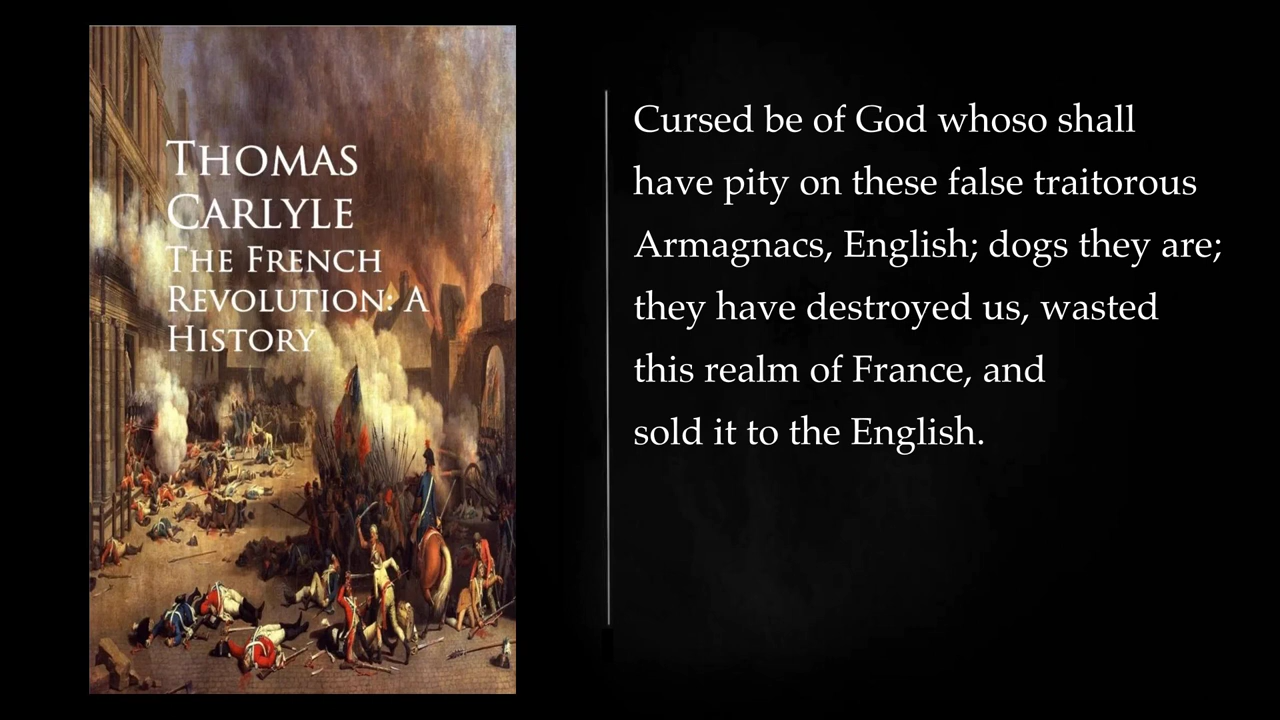 THOMAS
CARLYLE
THE FRENCH
REVOLUTION: A
HISTORY
Cursed be of God whoso shall
have pity on these false traitorous
Armagnacs, English; dogs they are;
they have destroyed us, wasted
this realm of France, and
sold it to the English.